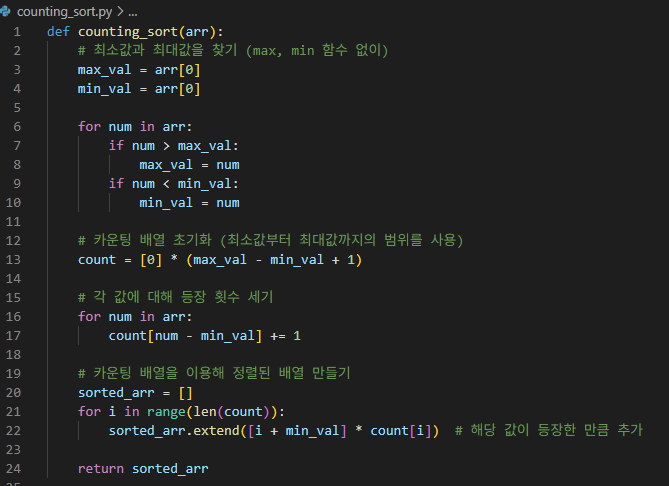 counting_sort.py > ...
1 def counting_sort(arr):
2     # 최소값과 최대값을 찾기 (max, min 함수 없이)
3     max_val = arr[0]
4     min_val = arr[0]
5
6     for num in arr:
7         if num > max_val:
8             max_val = num
9         if num < min_val:
10             min_val = num
11
12     # 카운팅 배열 초기화 (최소값부터 최대값까지의 범위를 사용)
13     count = [0] * (max_val - min_val + 1)
14
15     # 각 값에 대해 등장 횟수 세기
16     for num in arr:
17         count[num - min_val] += 1
18
19     # 카운팅 배열을 이용해 정렬된 배열 만들기
20     sorted_arr = []
21     for i in range(len(count)):
22         sorted_arr.extend([i + min_val] * count[i])  # 해당 값이 등장한 만큼 추가
23
24     return sorted_arr